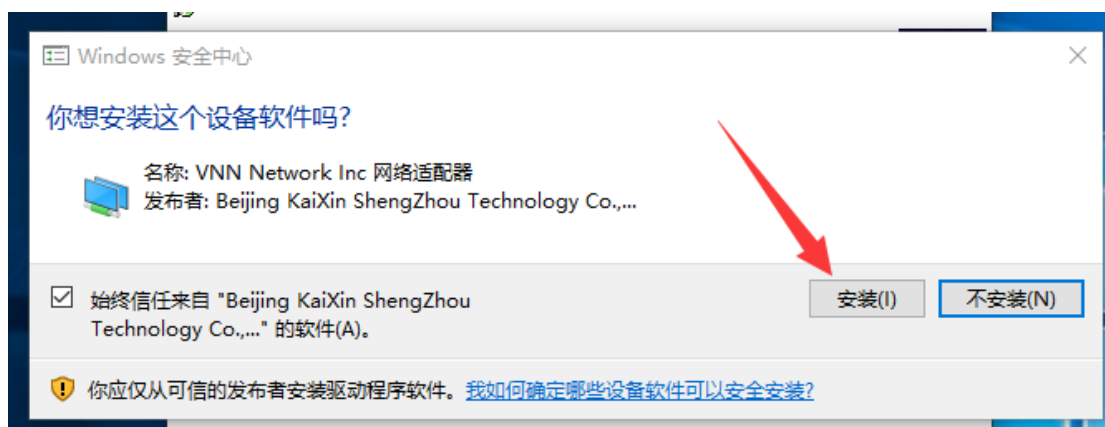 Windows 安全中心
你想安装这个设备软件吗?
名称: VNN Network Inc 网络适配器
发布者: Beijing KaiXin ShengZhou Technology Co.,...
始终信任来自 "Beijing KaiXin ShengZhou
Technology Co.,..." 的软件(A)。
安装(I)
不安装(N)
你应仅从可信的发布者安装驱动程序软件。我如何确定哪些设备软件可以安全安装?